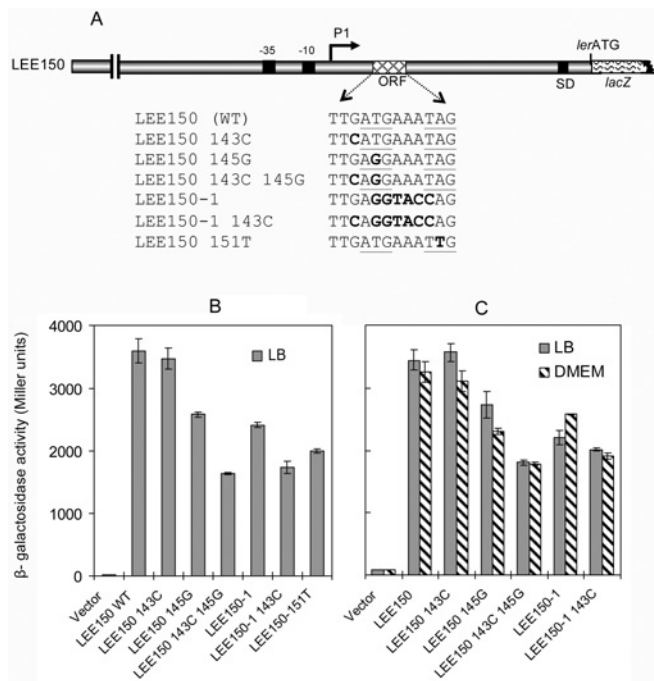 A
P1
-35
-10
lerATG
LEE150
ORF
SD
lacZ
LEE150 (WT) TTGATGAAATAG
LEE150 143C TTCATGAAATAG
LEE150 145G TTGAGGAAATAG
LEE150 143C 145G TTCAGGAAATAG
LEE150-1 TTGAGGTACCAG
LEE150-1 143C TTCAGGTACCAG
LEE150 151T TTGATGAAATTG
B
C
β- galactosidase activity (Miller units)
4000
3000
2000
1000
0
LB
LB
DMEM
Vector
LEE150 WT
LEE150 143C
LEE150 145G
LEE150 143C 145G
LEE150-1
LEE150-1 143C
LEE150-151T
Vector
LEE150
LEE150 143C
LEE150 145G
LEE150 143C 145G
LEE150-1
LEE150-1 143C